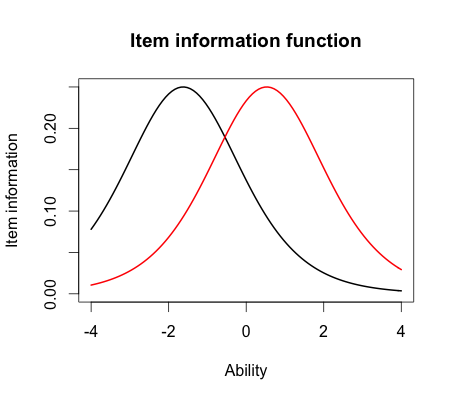 Item information function
Item information
0.20
0.10
0.00
-4 -2 0 2 4
Ability